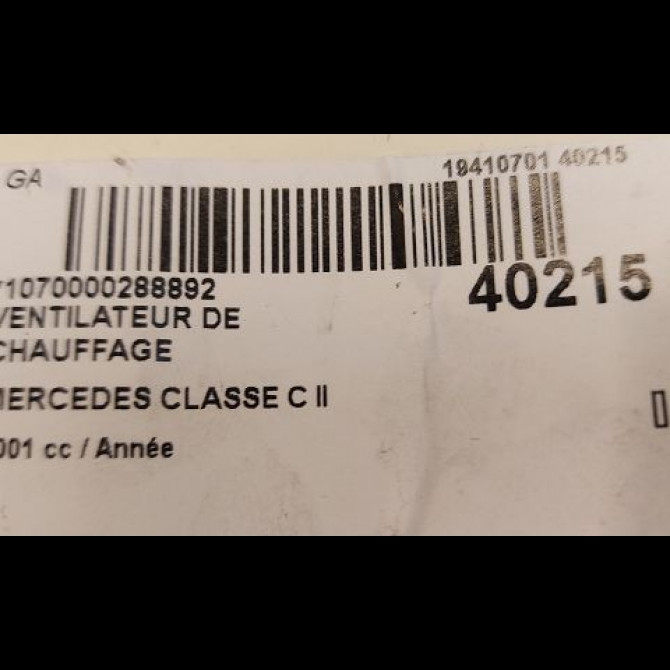 GA
18410701 40215
1070000288892
40215
VENTILATEUR DE
CHAUFFAGE
MERCEDES CLASSE C II
001 cc / Année